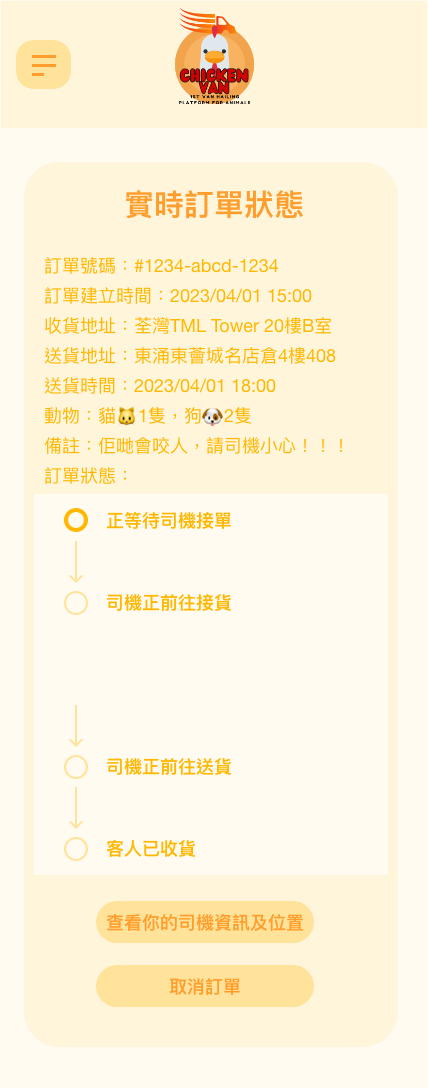 CHICKEN
VAN
1ST VAN HAILING
PLATFORM FOR ANIMALS
實時訂單狀態
訂單號碼：#1234-abcd-1234
訂單建立時間：2023/04/01 15:00
收貨地址：荃灣TML Tower 20樓B室
送貨地址：東涌東薈城名店倉4樓408
送貨時間：2023/04/01 18:00
動物：貓🐱1隻，狗🐶2隻
備註：佢哋會咬人，請司機小心！！！
訂單狀態：
正等待司機接單
司機正前往接貨
司機正前往送貨
客人已收貨
查看你的司機資訊及位置
取消訂單